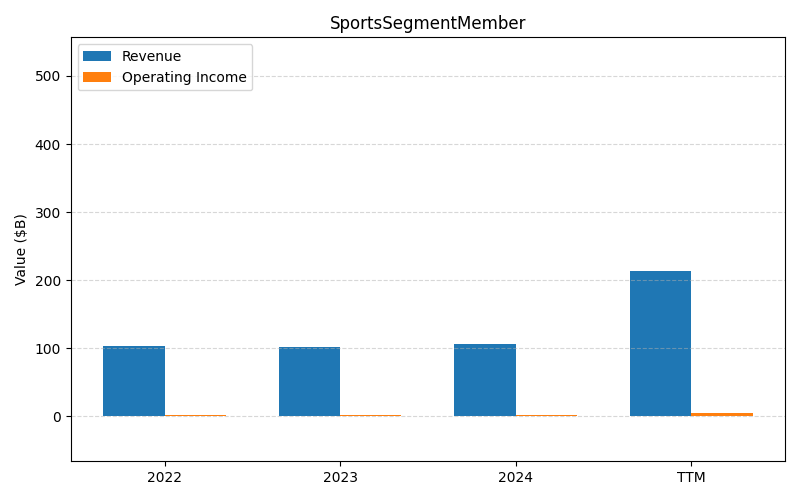 SportsSegmentMember
Revenue
Operating Income
Value ($B)
500
400
300
200
100
0
2022
2023
2024
TTM